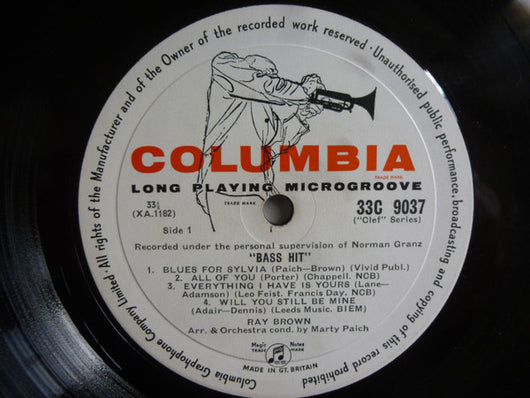 All rights of the Manufacturer and of the Owner of the recorded work reserved · Unauthorised public performance, broadcasting and copying of this record prohibited
Columbia Graphophone Company Limited ·
COLUMBIA
TRADE MARK
LONG PLAYING MICROGROOVE
TRADE MARK
33⅓
(XA.1182)
33C 9037
("Clef" Series)
Side 1
Recorded under the personal supervision of Norman Granz
"BASS HIT"
1. BLUES FOR SYLVIA (Paich—Brown) (Vivid Publ.)
2. ALL OF YOU (Porter) (Chappell. NCB)
3. EVERYTHING I HAVE IS YOURS (Lane—
Adamson) (Leo Feist. Francis Day. NCB)
4. WILL YOU STILL BE MINE
(Adair—Dennis) (Leeds Music. BIEM)
RAY BROWN
Arr. & Orchestra cond. by Marty Paich
Magic Notes
TRADE MARK
MADE IN GT. BRITAIN